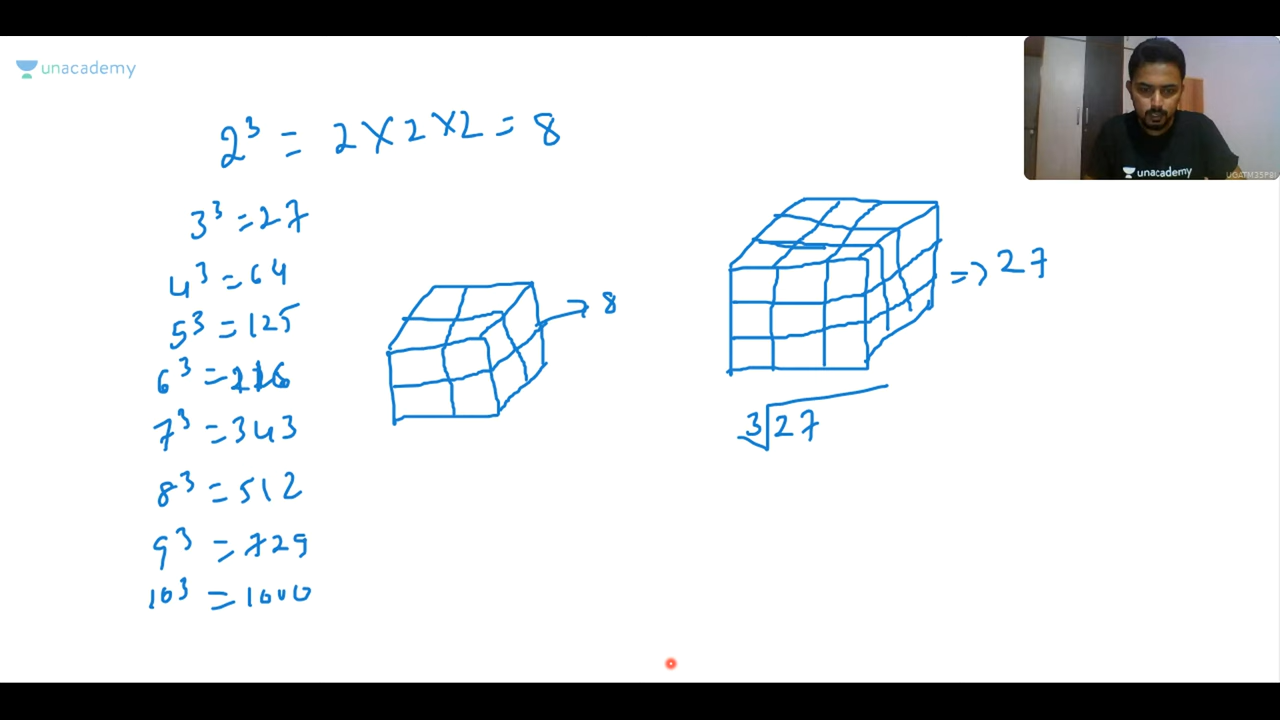 unacademy
unacademy
UGATM35P8I
2³ = 2 × 2 × 2 = 8
3³ = 27
4³ = 64
5³ = 125
6³ = 216
7³ = 343
8³ = 512
9³ = 729
10³ = 1000
→ 8
=> 27
∛27